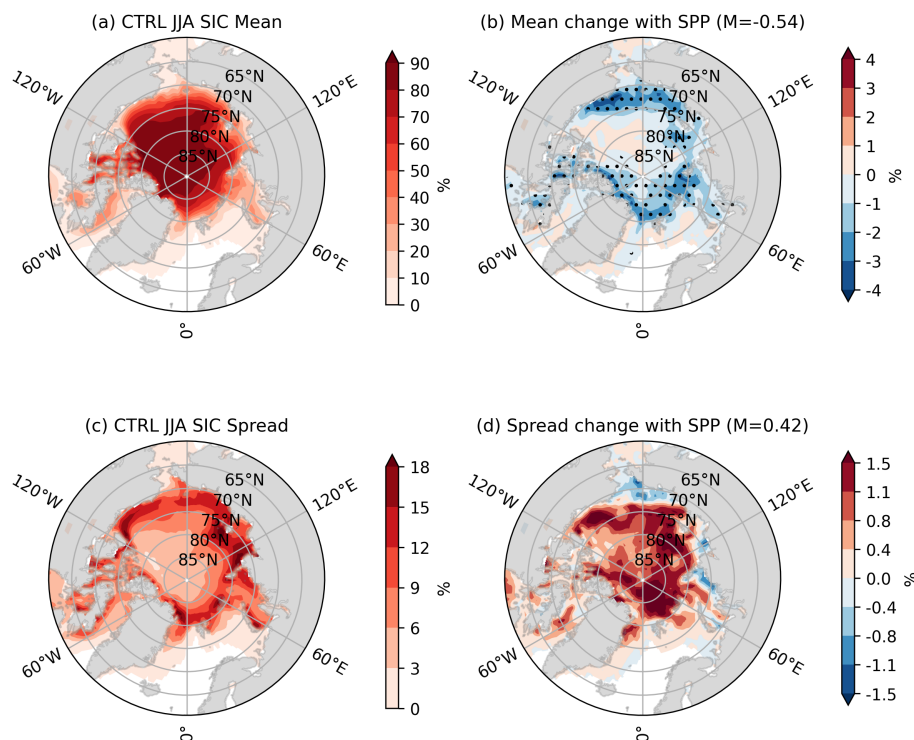 (a) CTRL JJA SIC Mean
120°W
65°N
70°N
75°N
80°N
85°N
120°E
60°W
60°E
0°
90
80
70
60
50
40
30
20
10
0
%
(b) Mean change with SPP (M=-0.54)
120°W
65°N
70°N
75°N
80°N
85°N
120°E
60°W
60°E
0°
4
3
2
1
0
-1
-2
-3
-4
%
(c) CTRL JJA SIC Spread
120°W
65°N
70°N
75°N
80°N
85°N
120°E
60°W
60°E
0°
18
15
12
9
6
3
0
%
(d) Spread change with SPP (M=0.42)
120°W
65°N
70°N
75°N
80°N
85°N
120°E
60°W
60°E
0°
1.5
1.1
0.8
0.4
0.0
-0.4
-0.8
-1.1
-1.5
%